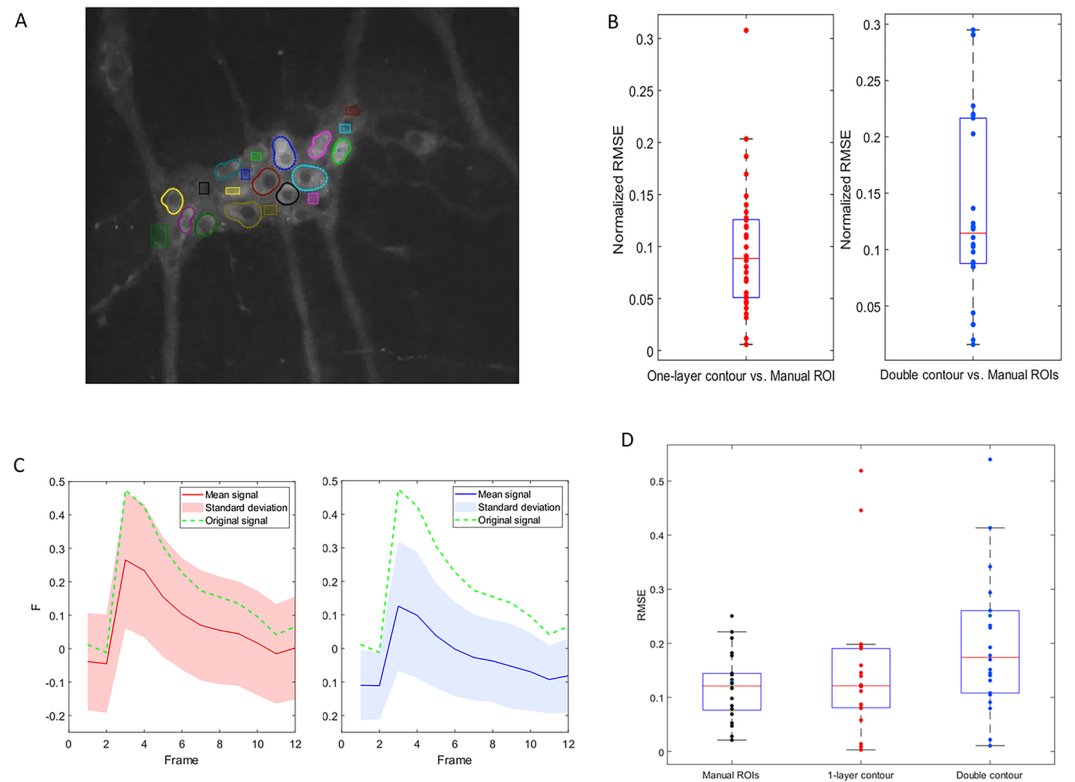 A
B
Normalized RMSE
0.3
0.25
0.2
0.15
0.1
0.05
0
One-layer contour vs. Manual ROI
Normalized RMSE
0.3
0.25
0.2
0.15
0.1
0.05
Double contour vs. Manual ROIs
C
F
0.5
0.4
0.3
0.2
0.1
0
-0.1
-0.2
Mean signal
Standard deviation
Original signal
0 2 4 6 8 10 12
Frame
0.5
0.4
0.3
0.2
0.1
0
-0.1
-0.2
Mean signal
Standard deviation
Original signal
0 2 4 6 8 10 12
Frame
D
RMSE
0.5
0.4
0.3
0.2
0.1
0
Manual ROIs 1-layer contour Double contour